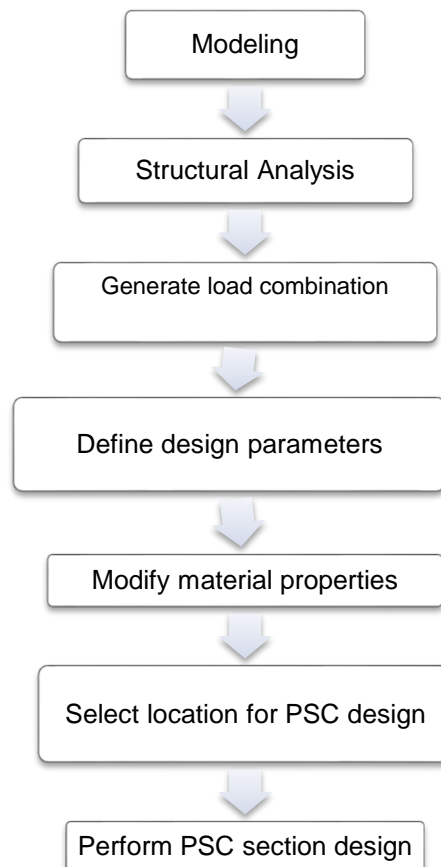 Modeling
Structural Analysis
Generate load combination
Define design parameters
Modify material properties
Select location for PSC design
Perform PSC section design